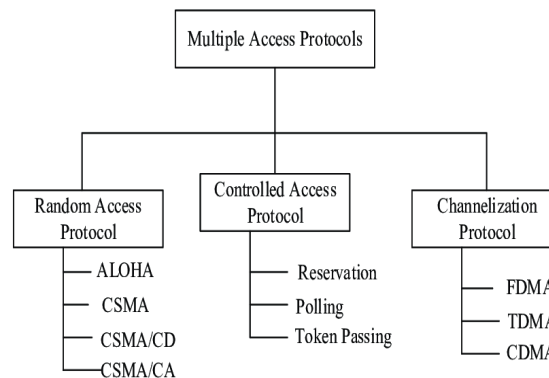 Multiple Access Protocols
Random Access
Protocol
ALOHA
CSMA
CSMA/CD
CSMA/CA
Controlled Access
Protocol
Reservation
Polling
Token Passing
Channelization
Protocol
FDMA
TDMA
CDMA